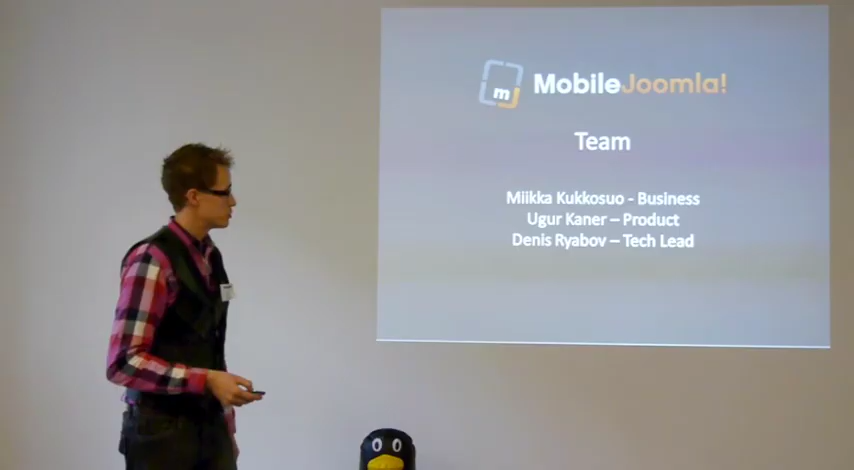 m
MobileJoomla!
Team
Miikka Kukkosuo - Business
Ugur Kaner – Product
Denis Ryabov – Tech Lead